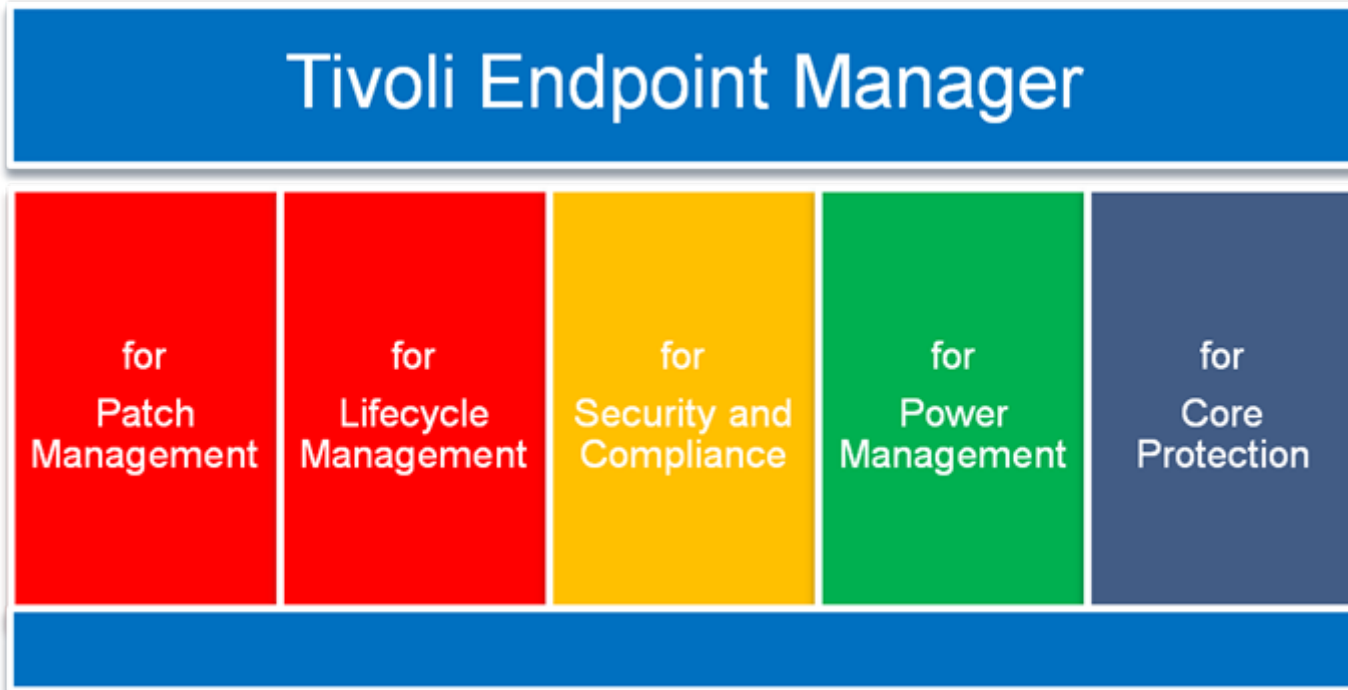 Tivoli Endpoint Manager
for
Patch
Management
for
Lifecycle
Management
for
Security and
Compliance
for
Power
Management
for
Core
Protection